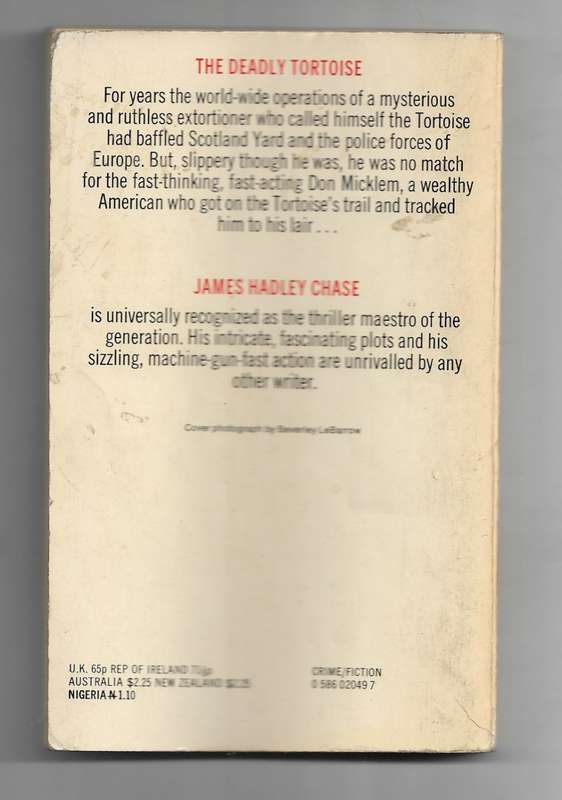 THE DEADLY TORTOISE
For years the world-wide operations of a mysterious
and ruthless extortioner who called himself the Tortoise
had baffled Scotland Yard and the police forces of
Europe. But, slippery though he was, he was no match
for the fast-thinking, fast-acting Don Micklem, a wealthy
American who got on the Tortoise's trail and tracked
him to his lair . . .
JAMES HADLEY CHASE
is universally recognized as the thriller maestro of the
generation. His intricate, fascinating plots and his
sizzling, machine-gun-fast action are unrivalled by any
other writer.
Cover photograph by Beverley LeBarrow
U.K. 65p REP OF IRELAND
AUSTRALIA $2.25 NEW ZEALAND $2.25
NIGERIA ₦1.10
CRIME/FICTION
0 586 02049 7